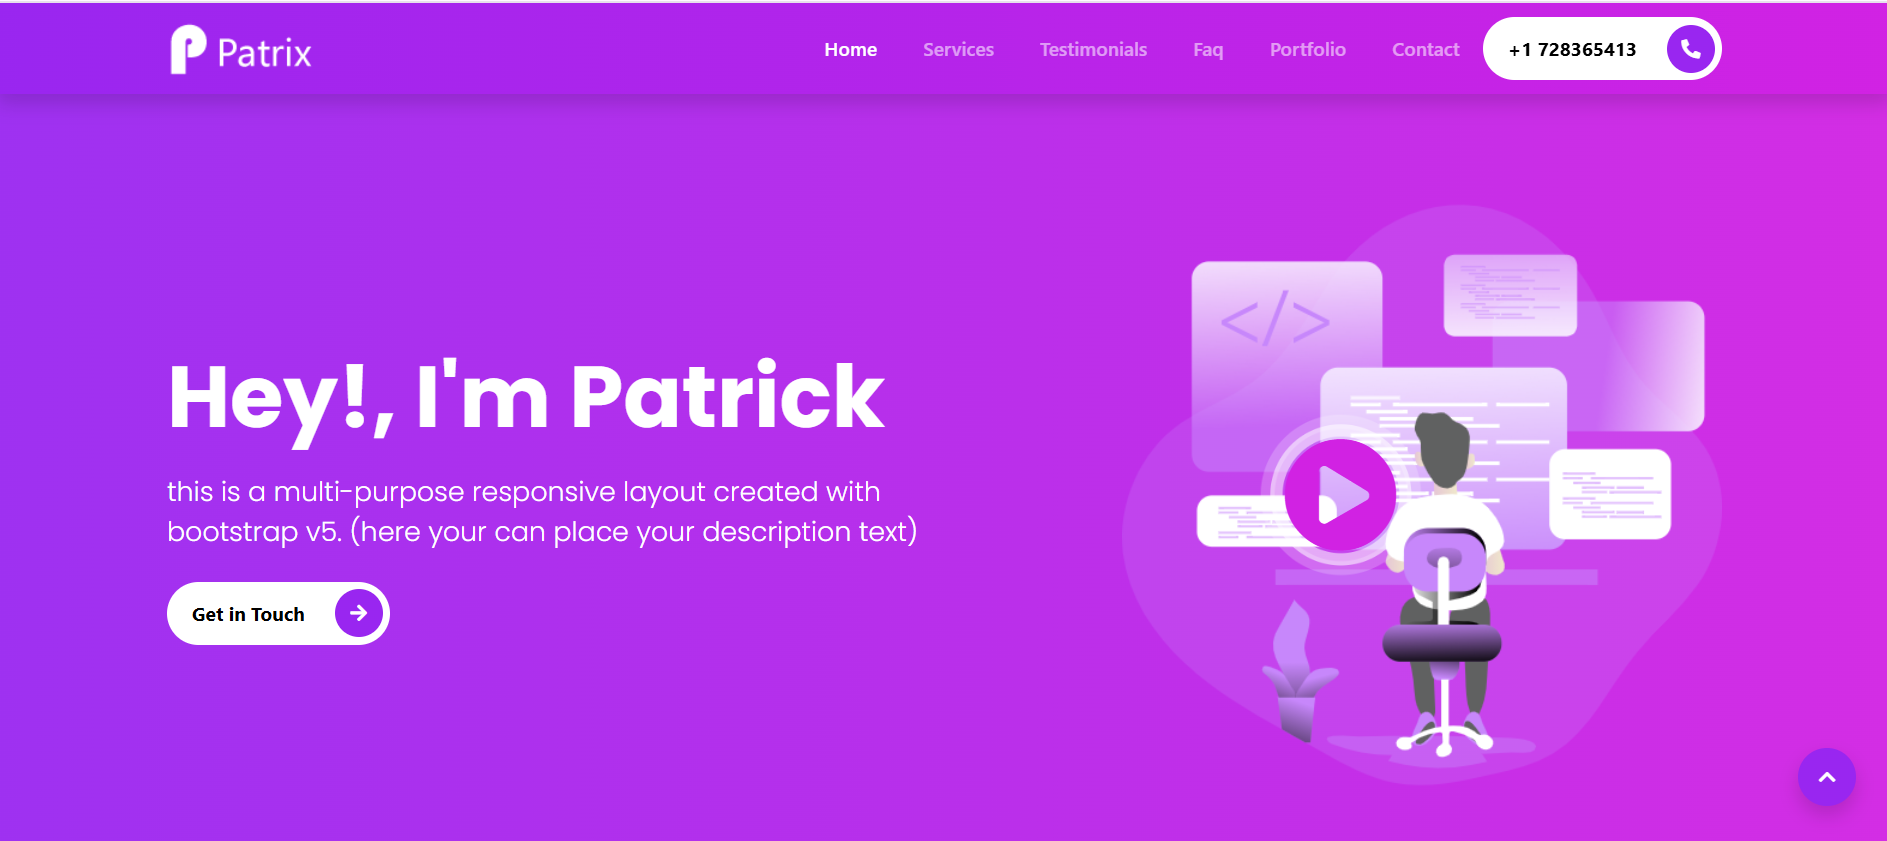 Patrix
Home Services Testimonials Faq Portfolio Contact +1 728365413
</>
Hey!, I'm Patrick
this is a multi-purpose responsive layout created with
bootstrap v5. (here your can place your description text)
Get in Touch